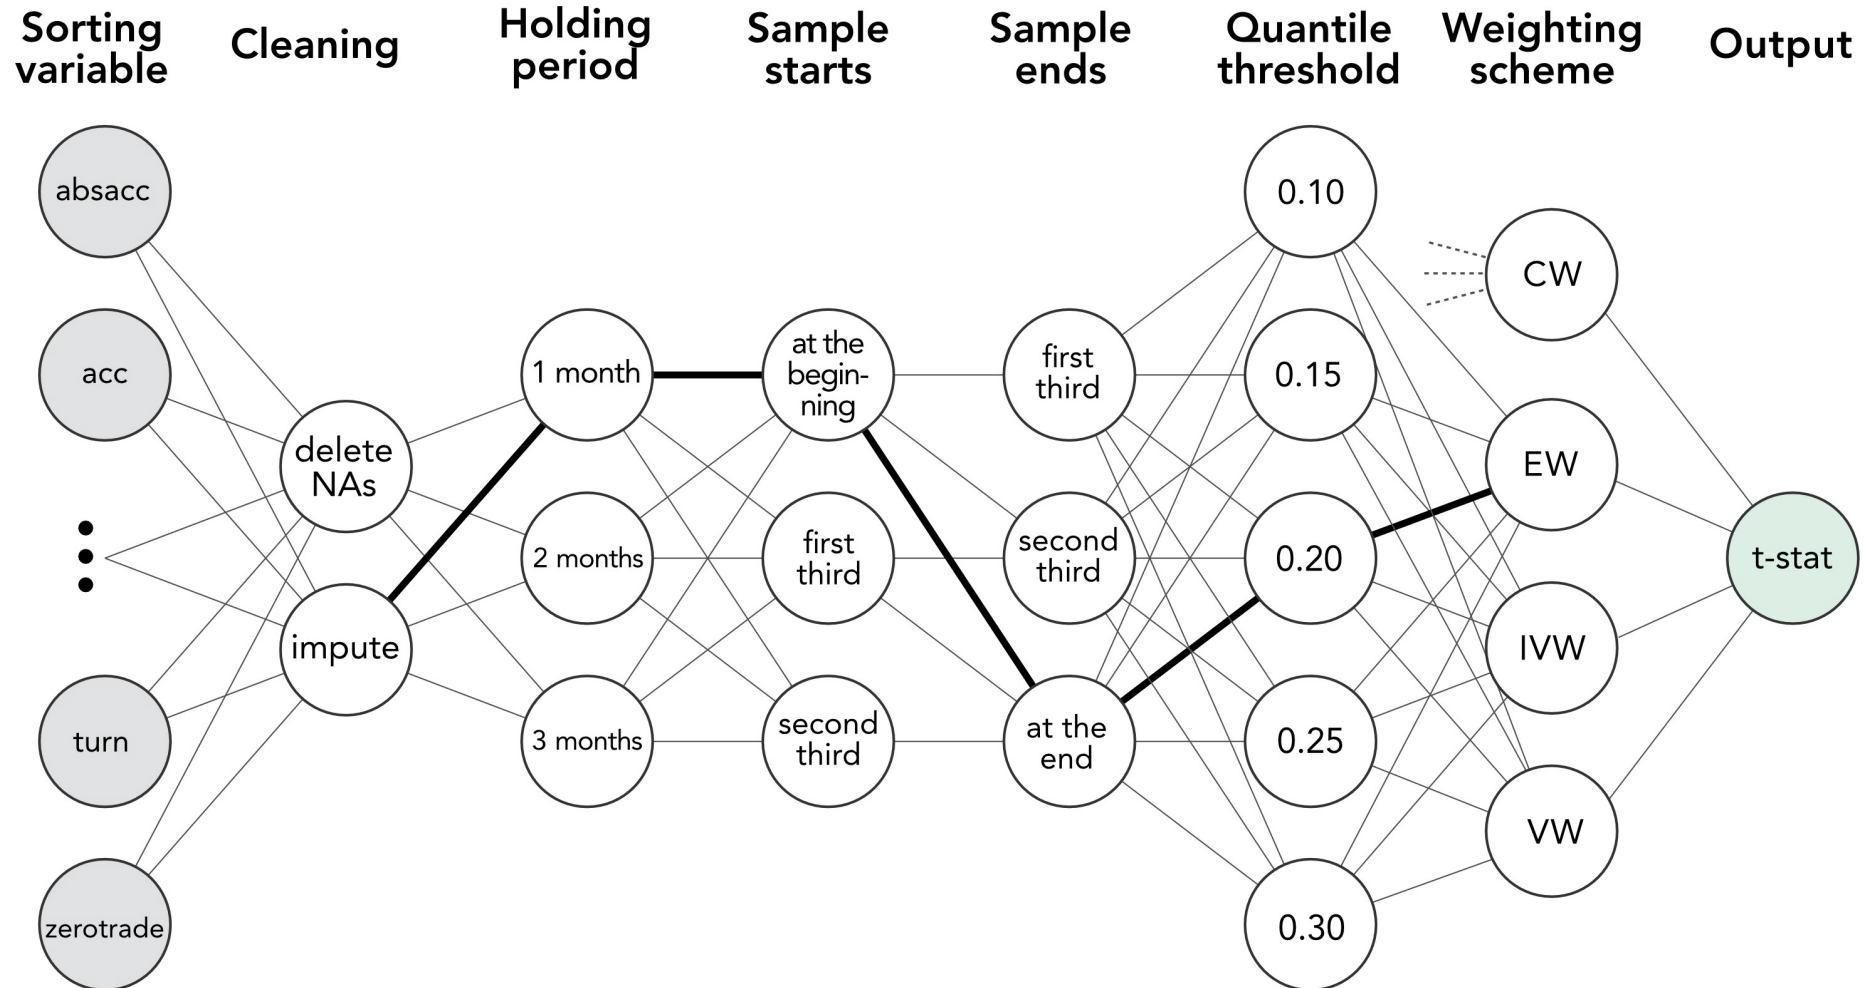 Sorting
variable
Cleaning
Holding
period
Sample
starts
Sample
ends
Quantile
threshold
Weighting
scheme
Output
absacc
acc
turn
zerotrade
delete
NAs
impute
1 month
2 months
3 months
at the
begin-
ning
first
third
second
third
first
third
second
third
at the
end
0.10
0.15
0.20
0.25
0.30
CW
EW
IVW
VW
t-stat